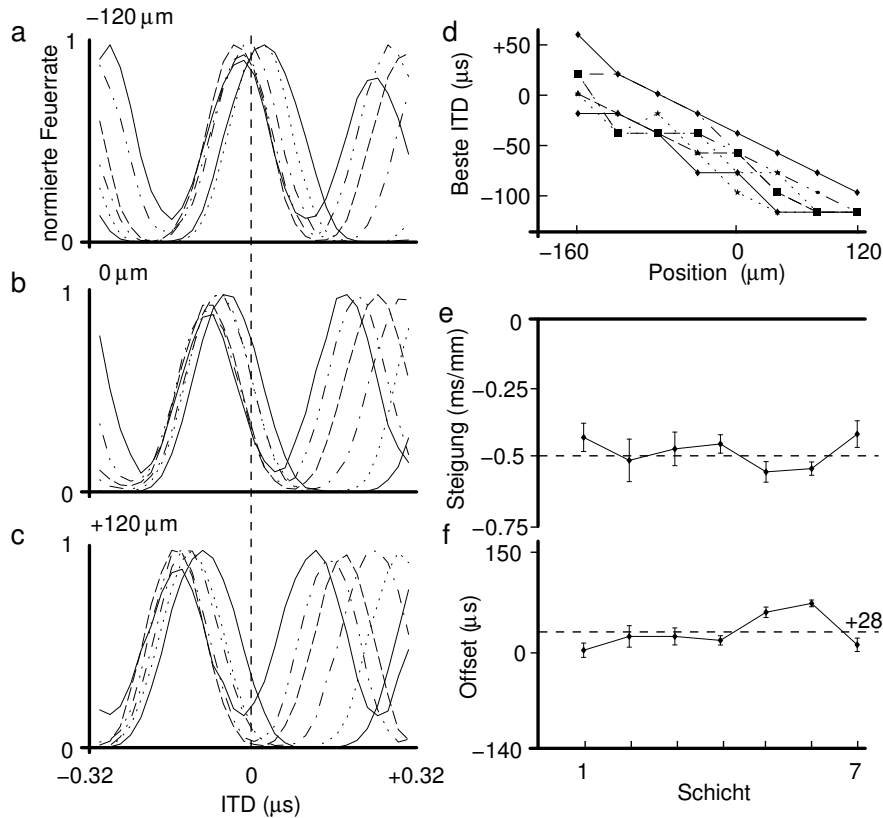 a
−120 µm
1
normierte Feuerrate
0
b
0 µm
1
0
c
+120 µm
1
0
−0.32
0
+0.32
ITD (µs)
d
+50
0
−50
−100
Beste ITD (µs)
−160
0
120
Position (µm)
e
0
−0.25
−0.5
−0.75
Steigung (ms/mm)
f
150
0
−140
Offset (µs)
+28
1
7
Schicht